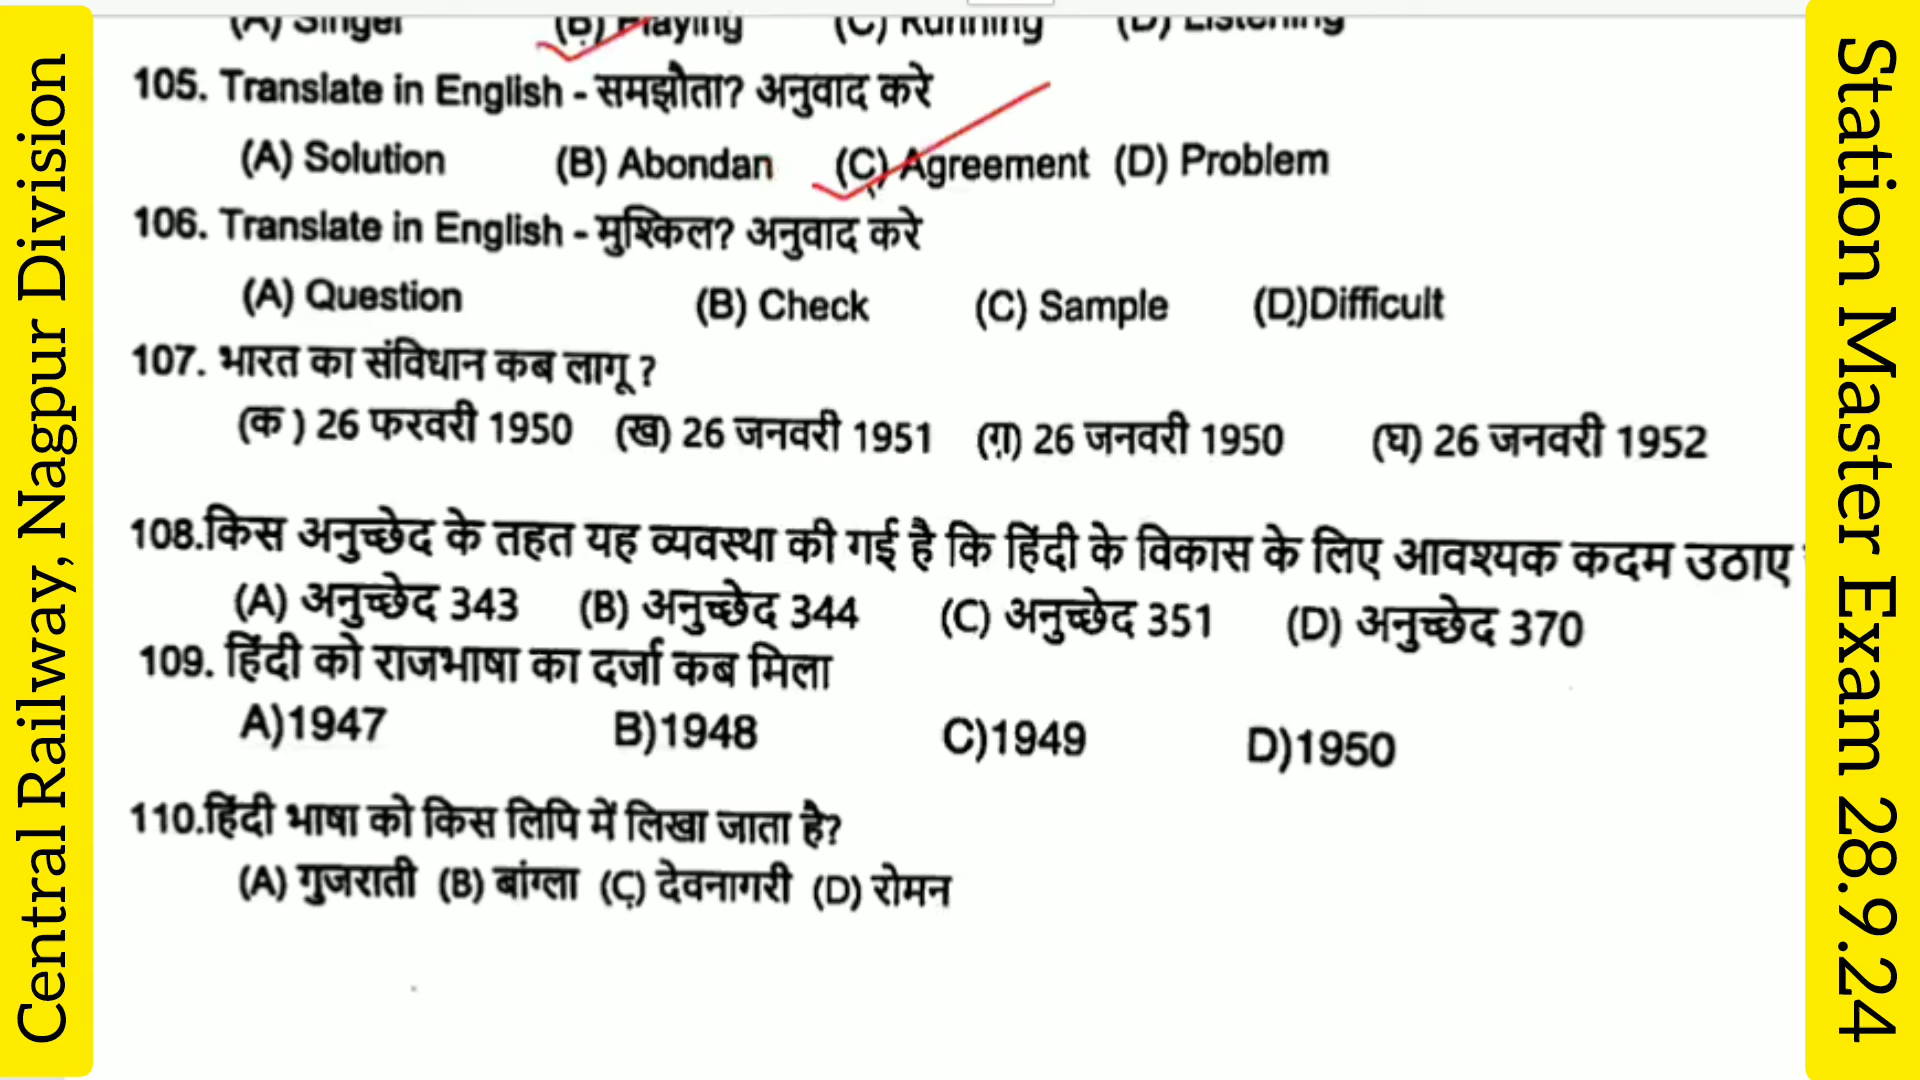 Central Railway, Nagpur Division
(A) Singer (B) Playing (C) Running (D) Listening
105. Translate in English - समझौता? अनुवाद करे
(A) Solution (B) Abondan (C) Agreement (D) Problem
106. Translate in English - मुश्किल? अनुवाद करे
(A) Question (B) Check (C) Sample (D)Difficult
107. भारत का संविधान कब लागू ?
(क ) 26 फरवरी 1950 (ख) 26 जनवरी 1951 (ग) 26 जनवरी 1950 (घ) 26 जनवरी 1952
108.किस अनुच्छेद के तहत यह व्यवस्था की गई है कि हिंदी के विकास के लिए आवश्यक कदम उठाए
(A) अनुच्छेद 343 (B) अनुच्छेद 344 (C) अनुच्छेद 351 (D) अनुच्छेद 370
109. हिंदी को राजभाषा का दर्जा कब मिला
A)1947 B)1948 C)1949 D)1950
110.हिंदी भाषा को किस लिपि में लिखा जाता है?
(A) गुजराती (B) बांग्ला (C) देवनागरी (D) रोमन
Station Master Exam 28.9.24